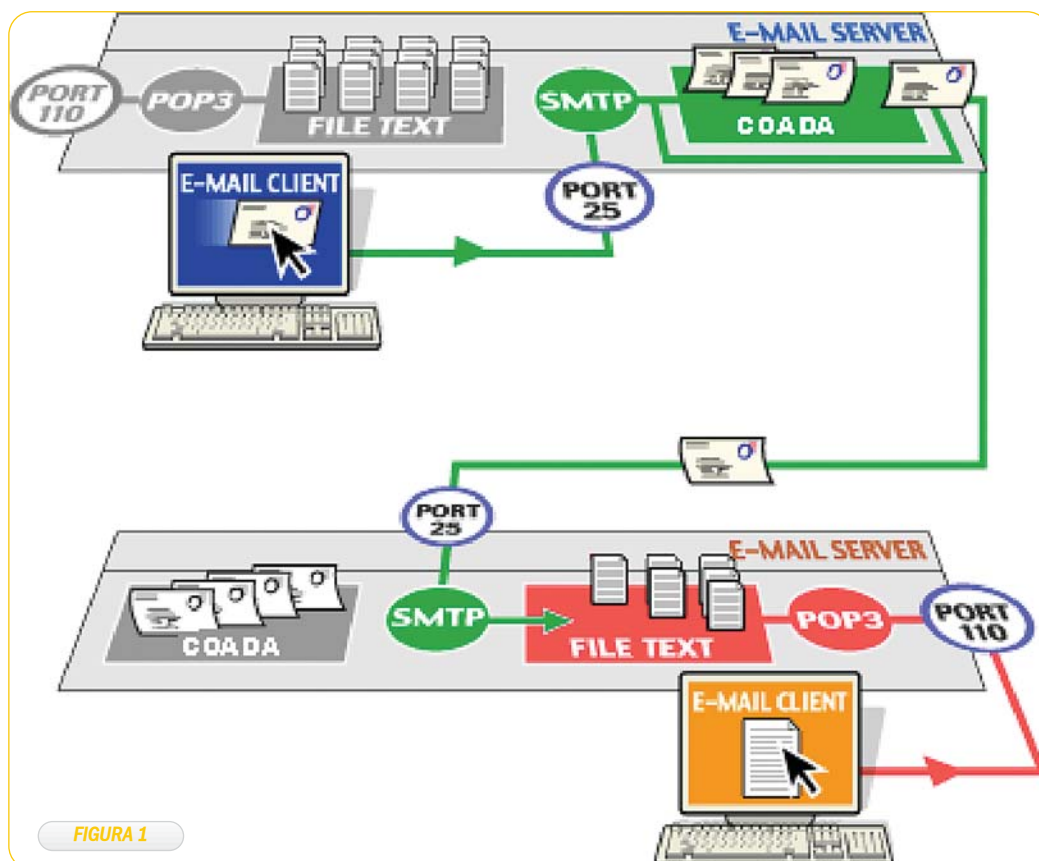 E-MAIL SERVER
PORT
110
POP3
FILE TEXT
SMTP
COADA
E-MAIL CLIENT
PORT
25
PORT
25
E-MAIL SERVER
COADA
SMTP
FILE TEXT
POP3
PORT
110
E-MAIL CLIENT
FIGURA 1